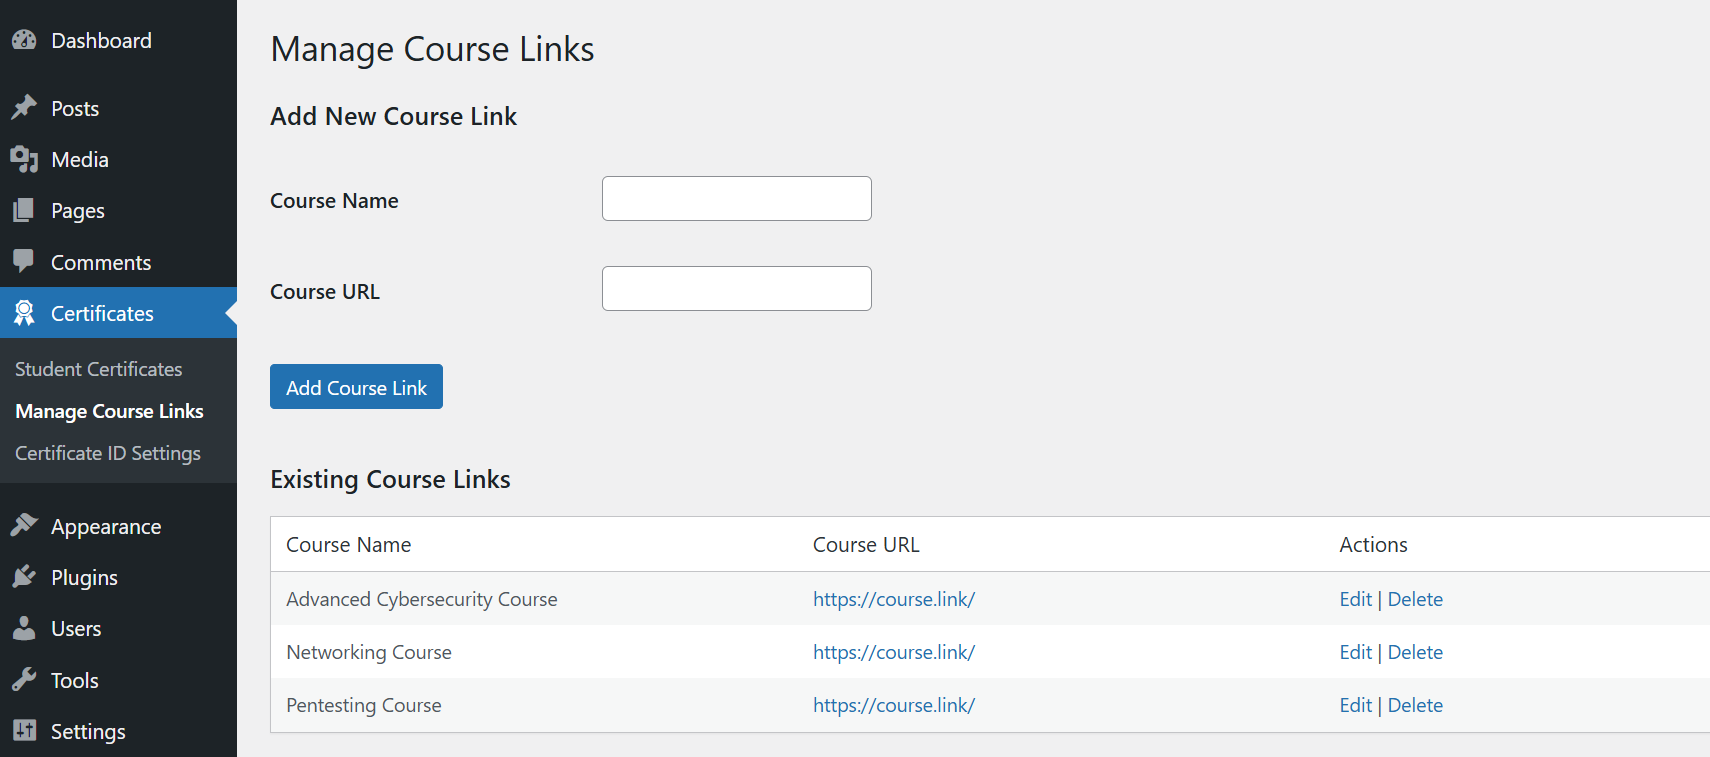 Dashboard
Posts
Media
Pages
Comments
Certificates
Student Certificates
Manage Course Links
Certificate ID Settings
Appearance
Plugins
Users
Tools
Settings
Manage Course Links
Add New Course Link
Course Name
Course URL
Add Course Link
Existing Course Links
Course Name Course URL Actions
Advanced Cybersecurity Course https://course.link/ Edit | Delete
Networking Course https://course.link/ Edit | Delete
Pentesting Course https://course.link/ Edit | Delete